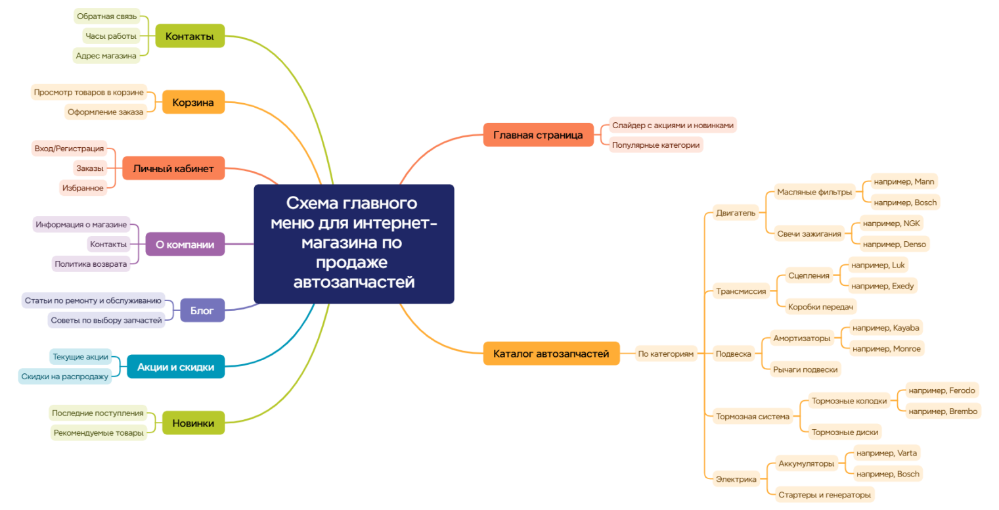 Схема главного
меню для интернет-
магазина по
продаже
автозапчастей
Контакты
Обратная связь
Часы работы
Адрес магазина
Корзина
Просмотр товаров в корзине
Оформление заказа
Личный кабинет
Вход/Регистрация
Заказы
Избранное
О компании
Информация о магазине
Контакты
Политика возврата
Блог
Статьи по ремонту и обслуживанию
Советы по выбору запчастей
Акции и скидки
Текущие акции
Скидки на распродажу
Новинки
Последние поступления
Рекомендуемые товары
Главная страница
Слайдер с акциями и новинками
Популярные категории
Каталог автозапчастей
По категориям
Двигатель
Масляные фильтры
например, Mann
например, Bosch
Свечи зажигания
например, NGK
например, Denso
Трансмиссия
Сцепления
например, Luk
например, Exedy
Коробки передач
Подвеска
Амортизаторы
например, Kayaba
например, Monroe
Рычаги подвески
Тормозная система
Тормозные колодки
например, Ferodo
например, Brembo
Тормозные диски
Электрика
Аккумуляторы
например, Varta
например, Bosch
Стартеры и генераторы